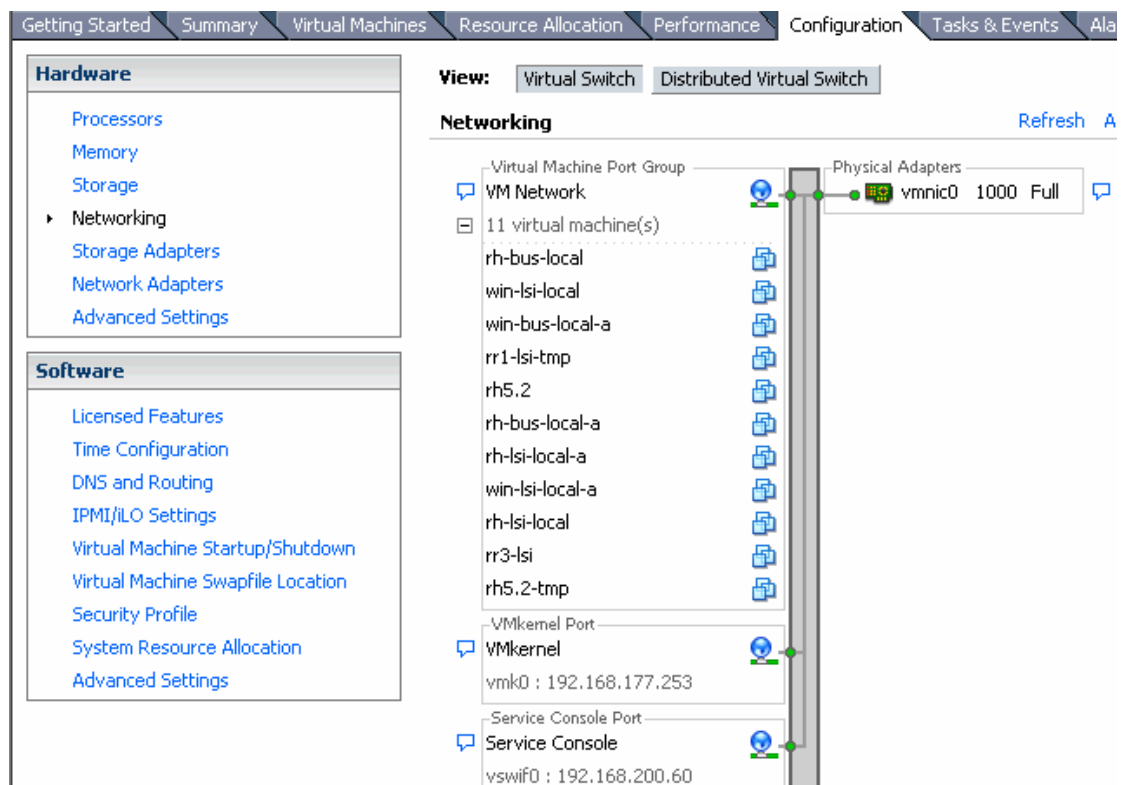 Getting Started Summary Virtual Machines Resource Allocation Performance Configuration Tasks & Events Ala
Hardware
Processors
Memory
Storage
Networking
Storage Adapters
Network Adapters
Advanced Settings
Software
Licensed Features
Time Configuration
DNS and Routing
IPMI/iLO Settings
Virtual Machine Startup/Shutdown
Virtual Machine Swapfile Location
Security Profile
System Resource Allocation
Advanced Settings
View: Virtual Switch Distributed Virtual Switch
Networking Refresh A
Virtual Machine Port Group
VM Network
11 virtual machine(s)
rh-bus-local
win-lsi-local
win-bus-local-a
rr1-lsi-tmp
rh5.2
rh-bus-local-a
rh-lsi-local-a
win-lsi-local-a
rh-lsi-local
rr3-lsi
rh5.2-tmp
VMkernel Port
VMkernel
vmk0 : 192.168.177.253
Service Console Port
Service Console
vswif0 : 192.168.200.60
Physical Adapters
vmnic0 1000 Full